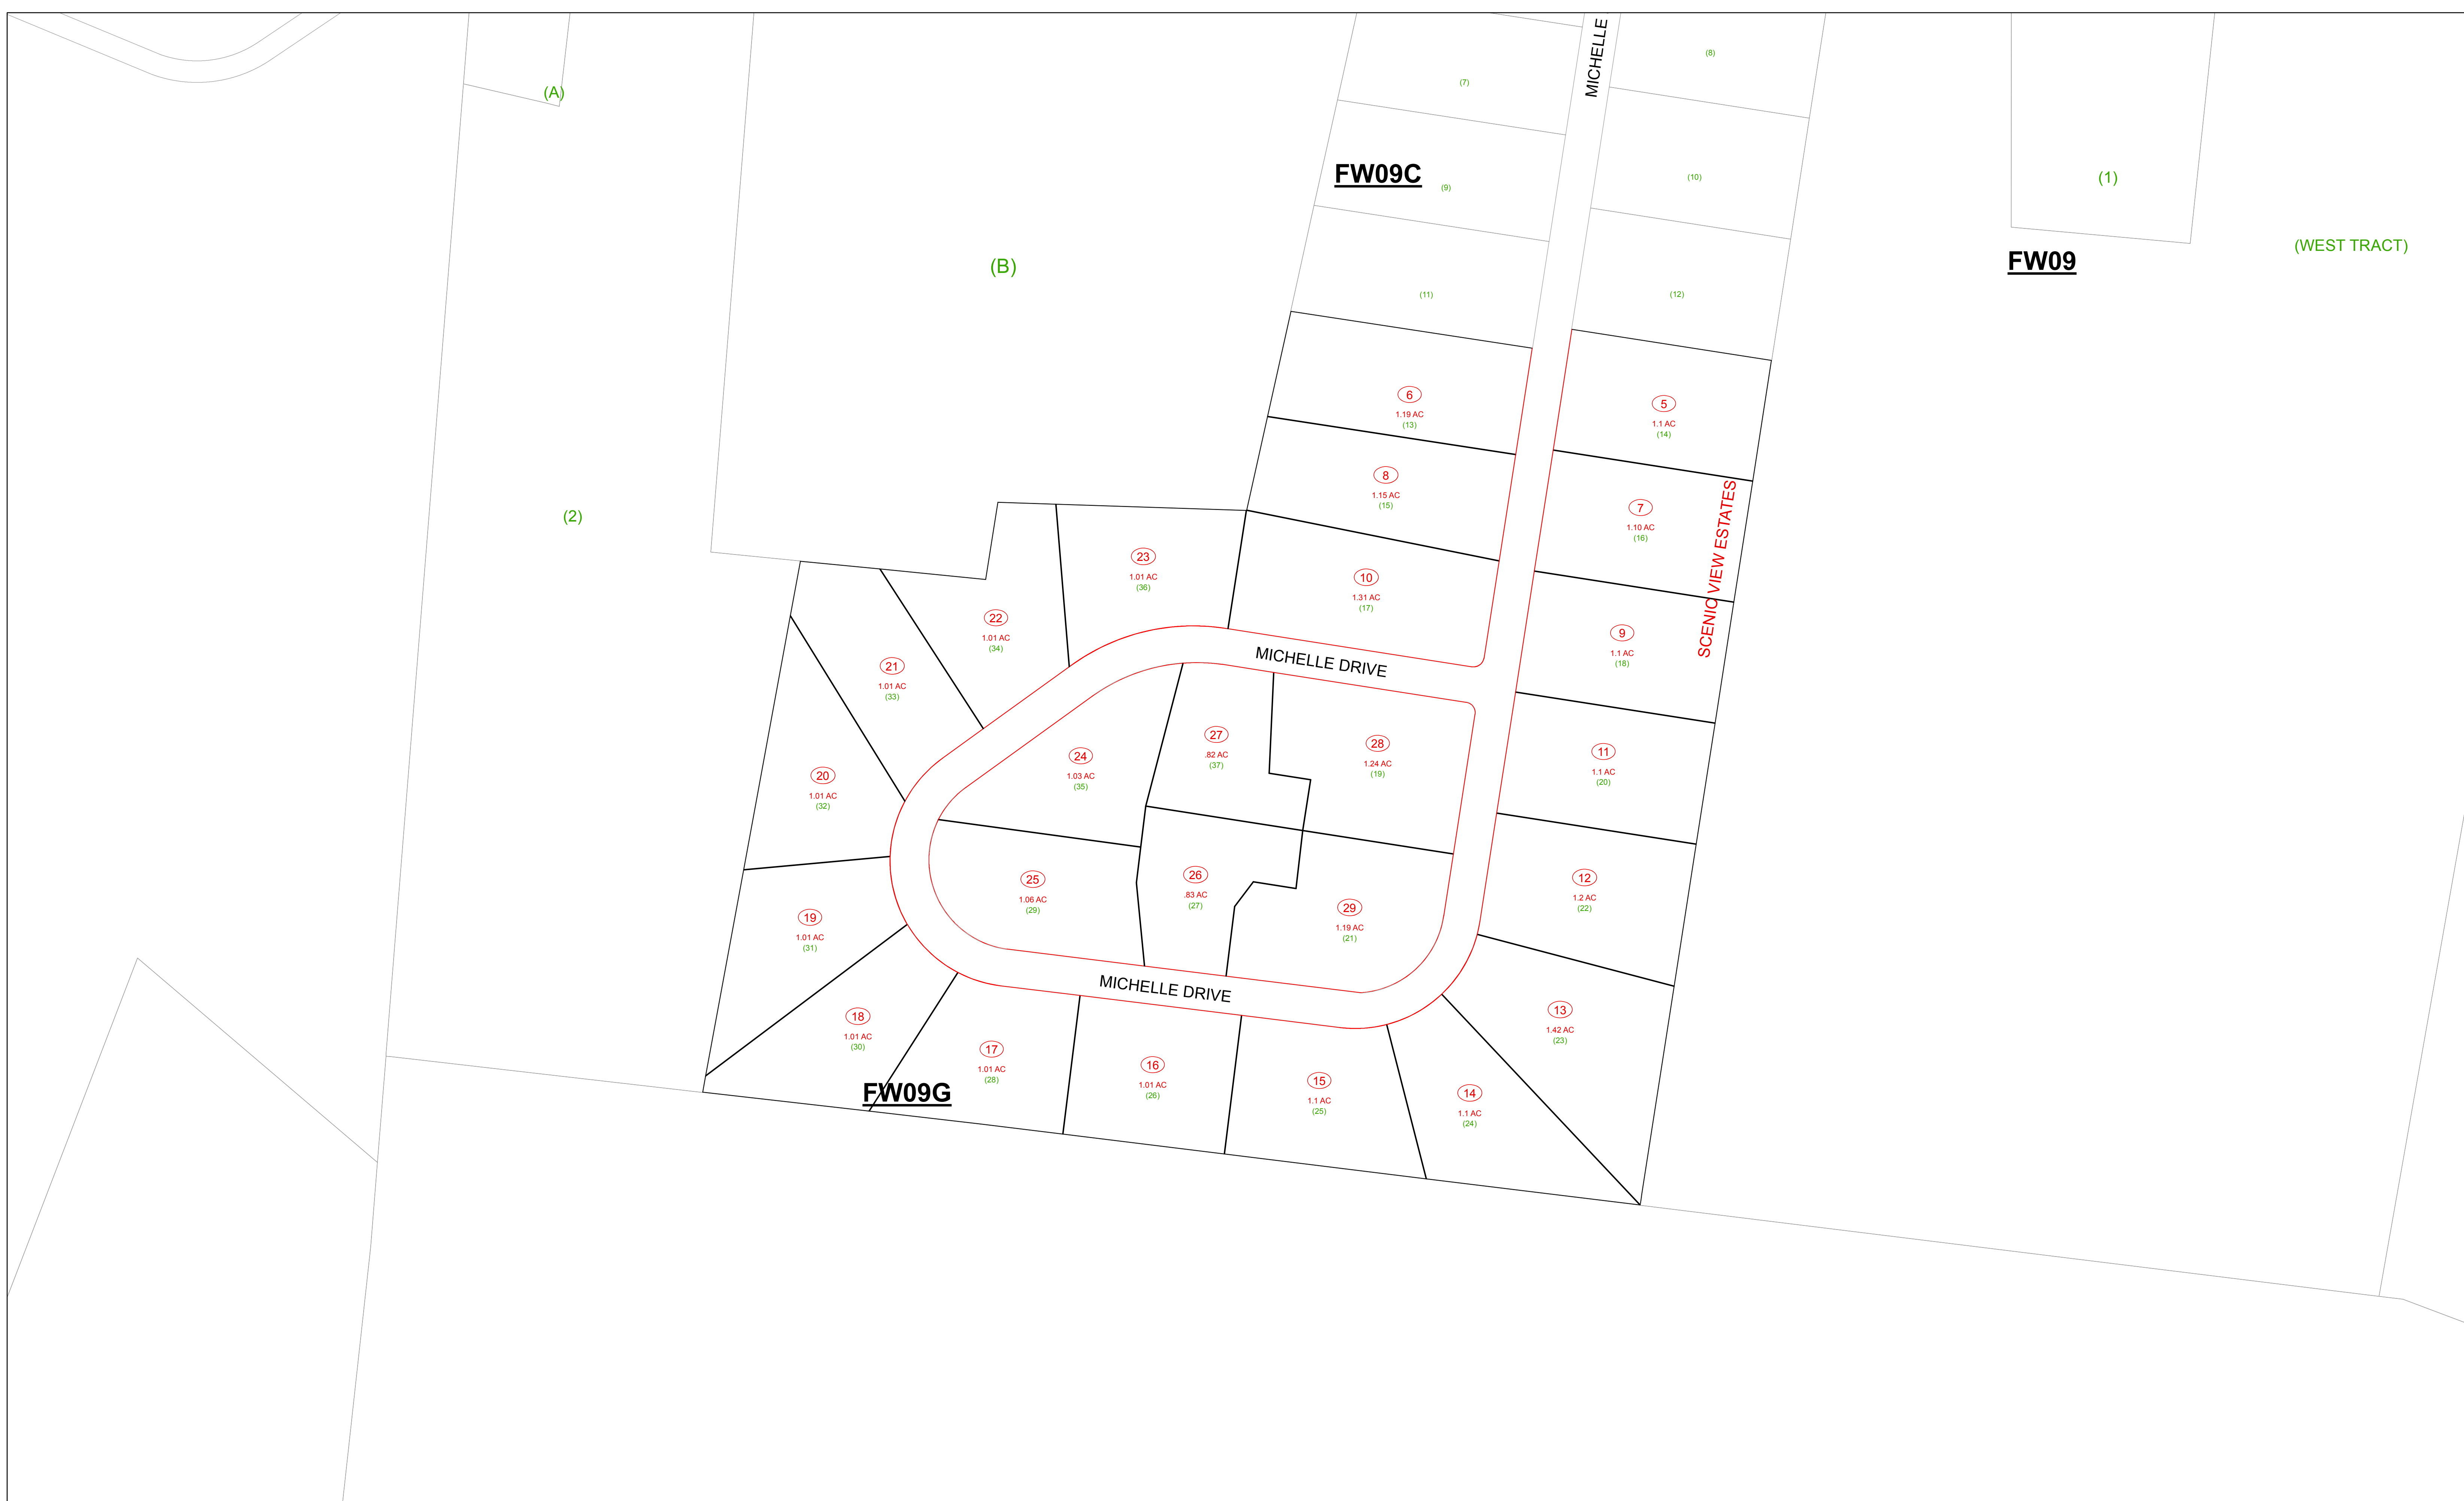 MICHELLE
(8)
(7)
(A)
FW09C
(9)
(10)
(1)
(WEST TRACT)
FW09
(B)
(11)
(12)
6
1.19 AC
(13)
5
1.1 AC
(14)
8
1.15 AC
(15)
7
1.10 AC
(16)
SCENIC VIEW ESTATES
(2)
23
1.01 AC
(36)
10
1.31 AC
(17)
22
1.01 AC
(34)
9
1.1 AC
(18)
21
1.01 AC
(33)
MICHELLE DRIVE
27
.82 AC
(37)
28
1.24 AC
(19)
24
1.03 AC
(35)
11
1.1 AC
(20)
20
1.01 AC
(32)
25
1.06 AC
(29)
26
.83 AC
(27)
12
1.2 AC
(22)
29
1.19 AC
(21)
19
1.01 AC
(31)
MICHELLE DRIVE
18
1.01 AC
(30)
13
1.42 AC
(23)
17
1.01 AC
(28)
FW09G
16
1.01 AC
(26)
15
1.1 AC
(25)
14
1.1 AC
(24)